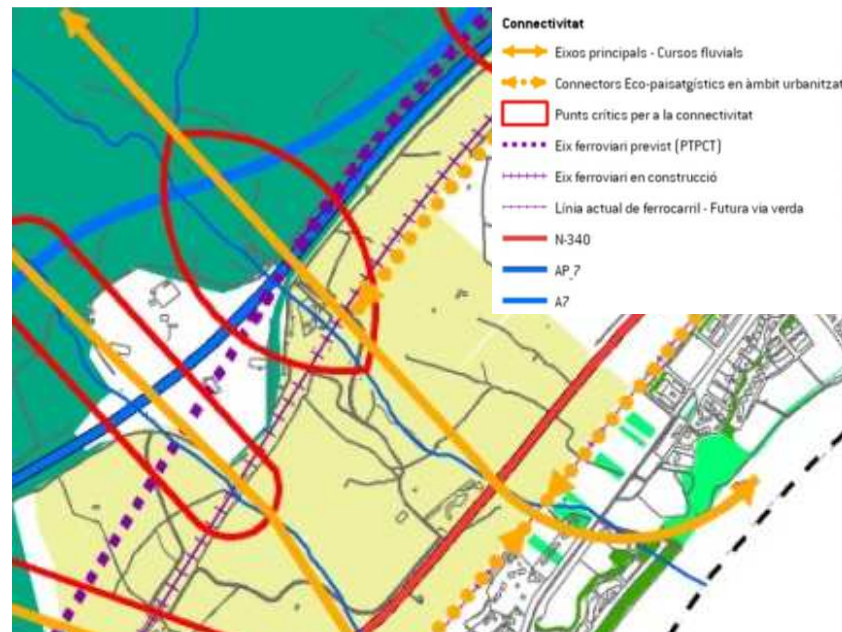 Connectivitat
Eixos principals - Cursos fluvials
Connectors Eco-paisatgístics en àmbit urbanitzat
Punts crítics per a la connectivitat
Eix ferroviari previst (PTPCT)
Eix ferroviari en construcció
Línia actual de ferrocarril - Futura via verda
N-340
AP_7
A7